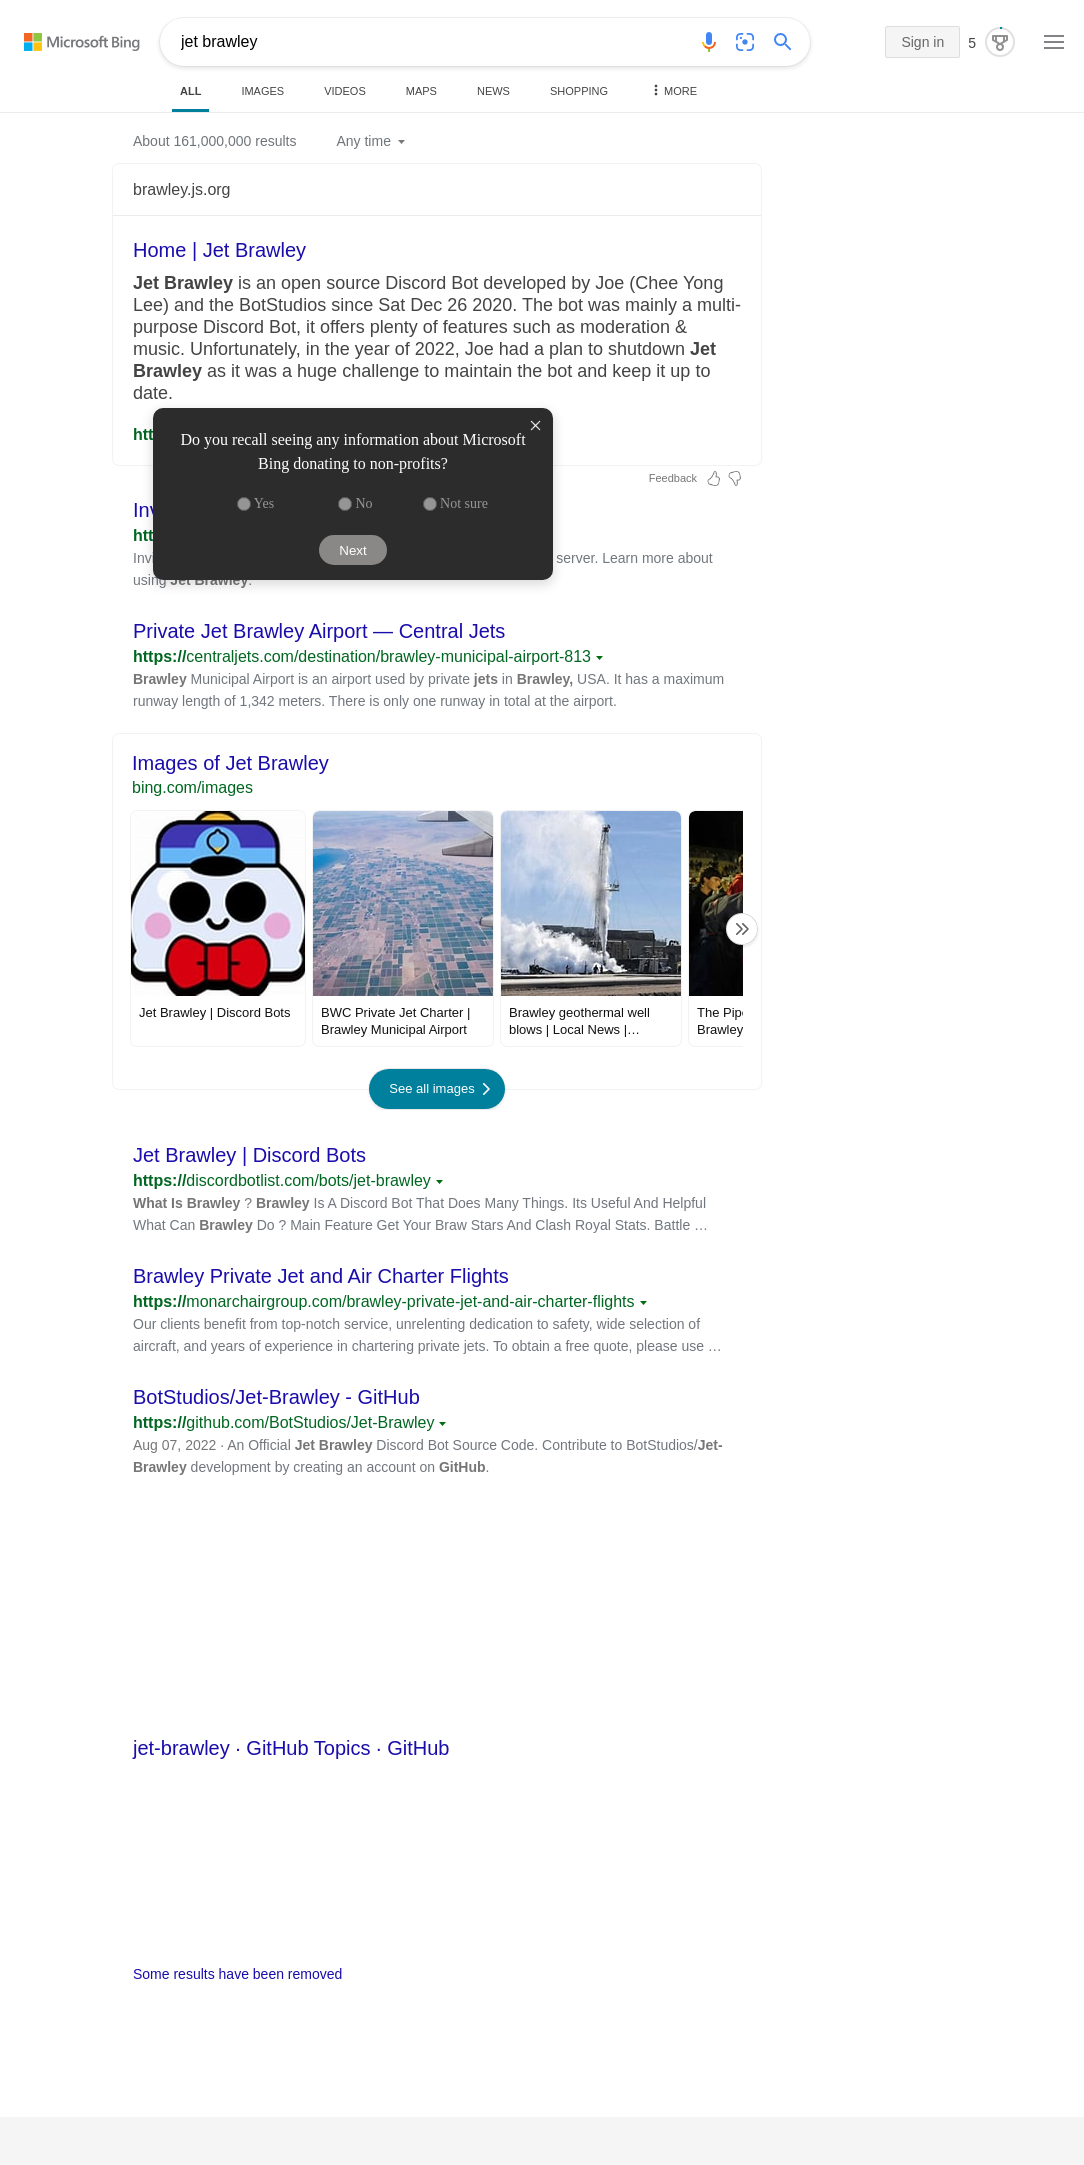 Microsoft Bing
jet brawley
Sign in
5
ALL
IMAGES
VIDEOS
MAPS
NEWS
SHOPPING
MORE
About 161,000,000 results
Any time
brawley.js.org
Home | Jet Brawley
Jet Brawley is an open source Discord Bot developed by Joe (Chee Yong
Lee) and the BotStudios since Sat Dec 26 2020. The bot was mainly a multi-
purpose Discord Bot, it offers plenty of features such as moderation &
music. Unfortunately, in the year of 2022, Joe had a plan to shutdown Jet
Brawley as it was a huge challenge to maintain the bot and keep it up to
date.
Do you recall seeing any information about Microsoft
Bing donating to non-profits?
Yes
No
Not sure
Next
Feedback
server. Learn more about
using Jet Brawley.
Private Jet Brawley Airport — Central Jets
https://centraljets.com/destination/brawley-municipal-airport-813
Brawley Municipal Airport is an airport used by private jets in Brawley, USA. It has a maximum
runway length of 1,342 meters. There is only one runway in total at the airport.
Images of Jet Brawley
bing.com/images
Jet Brawley | Discord Bots
BWC Private Jet Charter |
Brawley Municipal Airport
Brawley geothermal well
blows | Local News |…
The
Brawley
See all images
Jet Brawley | Discord Bots
https://discordbotlist.com/bots/jet-brawley
What Is Brawley ? Brawley Is A Discord Bot That Does Many Things. Its Useful And Helpful
What Can Brawley Do ? Main Feature Get Your Braw Stars And Clash Royal Stats. Battle …
Brawley Private Jet and Air Charter Flights
https://monarchairgroup.com/brawley-private-jet-and-air-charter-flights
Our clients benefit from top-notch service, unrelenting dedication to safety, wide selection of
aircraft, and years of experience in chartering private jets. To obtain a free quote, please use …
BotStudios/Jet-Brawley - GitHub
https://github.com/BotStudios/Jet-Brawley
Aug 07, 2022 · An Official Jet Brawley Discord Bot Source Code. Contribute to BotStudios/Jet-
Brawley development by creating an account on GitHub.
jet-brawley · GitHub Topics · GitHub
Some results have been removed